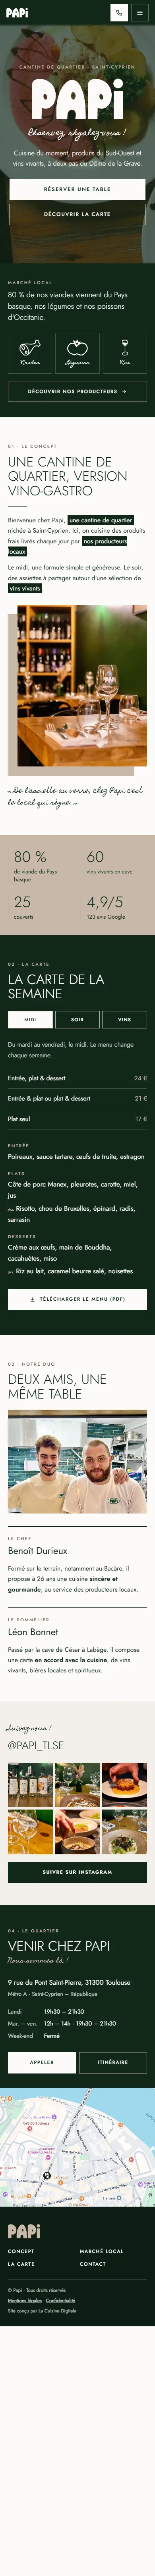 PAPi
CANTINE DE QUARTIER · SAINT-CYPRIEN
PAPi
Réservez, régalez-vous !
Cuisine du moment, produits du Sud-Ouest et
vins vivants, à deux pas du Dôme de la Grave.
RÉSERVER UNE TABLE
DÉCOUVRIR LA CARTE
MARCHÉ LOCAL
80 % de nos viandes viennent du Pays
basque, nos légumes et nos poissons
d'Occitanie.
Viandes
Légumes
Vins
DÉCOUVRIR NOS PRODUCTEURS →
01 · LE CONCEPT
UNE CANTINE DE
QUARTIER, VERSION
VINO-GASTRO
Bienvenue chez Papi, une cantine de quartier
nichée à Saint-Cyprien. Ici, on cuisine des produits
frais livrés chaque jour par nos producteurs
locaux.
Le midi, une formule simple et généreuse. Le soir,
des assiettes à partager autour d'une sélection de
vins vivants.
« De l'assiette au verre, chez Papi c'est
le local qui règne. »
80 %
de viande du Pays
basque
60
vins vivants en cave
25
couverts
4,9/5
123 avis Google
02 · LA CARTE
LA CARTE DE LA
SEMAINE
MIDI
SOIR
VINS
Du mardi au vendredi, le midi. Le menu change
chaque semaine.
Entrée, plat & dessert 24 €
Entrée & plat ou plat & dessert 21 €
Plat seul 17 €
ENTRÉE
Poireaux, sauce tartare, œufs de truite, estragon
PLATS
Côte de porc Manex, pleurotes, carotte, miel,
jus
Risotto, chou de Bruxelles, épinard, radis,
sarrasin
DESSERTS
Crème aux œufs, main de Bouddha,
cacahuètes, miso
Riz au lait, caramel beurre salé, noisettes
TÉLÉCHARGER LE MENU (PDF)
03 · NOTRE DUO
DEUX AMIS, UNE
MÊME TABLE
LE CHEF
Benoît Durieux
Formé sur le terrain, notamment au Bacàro, il
propose à 26 ans une cuisine sincère et
gourmande, au service des producteurs locaux.
LE SOMMELIER
Léon Bonnet
Passé par la cave de César à Labège, il compose
une carte en accord avec la cuisine, de vins
vivants, bières locales et spiritueux.
Suivez-nous !
@PAPI_TLSE
SUIVRE SUR INSTAGRAM
04 · LE QUARTIER
VENIR CHEZ PAPI
Nous sommes là !
9 rue du Pont Saint-Pierre, 31300 Toulouse
Métro A · Saint-Cyprien – République
Lundi 19h30 – 21h30
Mar. – ven. 12h – 14h · 19h30 – 21h30
Week-end Fermé
APPELER
ITINÉRAIRE
PAPi
CONCEPT
MARCHÉ LOCAL
LA CARTE
CONTACT
© Papi · Tous droits réservés
Mentions légales · Confidentialité
Site conçu par La Cuisine Digitale